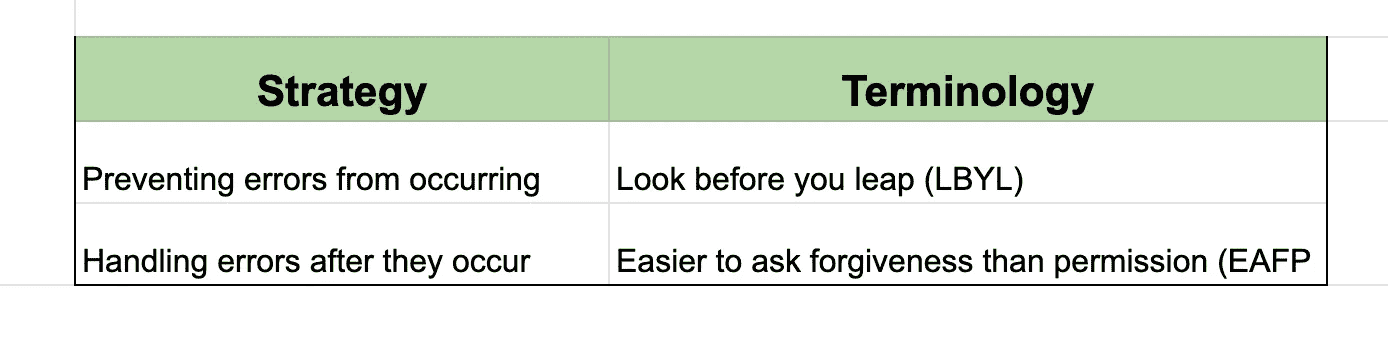 Strategy Terminology
Preventing errors from occurring Look before you leap (LBYL)
Handling errors after they occur Easier to ask forgiveness than permission (EAFP